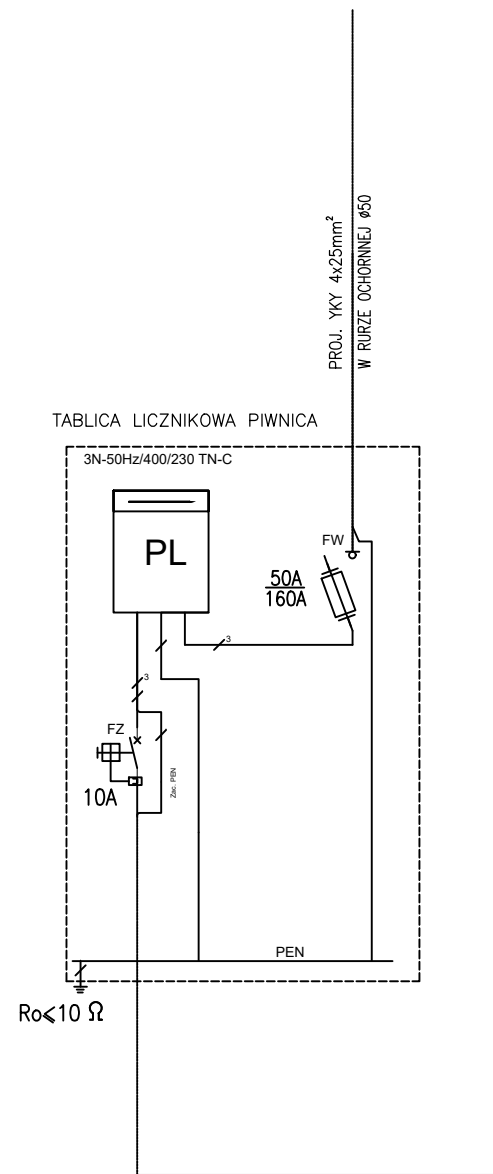 PROJ. YKY 4x25mm²
W RURZE OCHORNNEJ ø50
TABLICA LICZNIKOWA PIWNICA
3N-50Hz/400/230 TN-C
PL
FW
50A
160A
3
3
FZ
10A
Zac. PEN
PEN
Ro⩽10 Ω